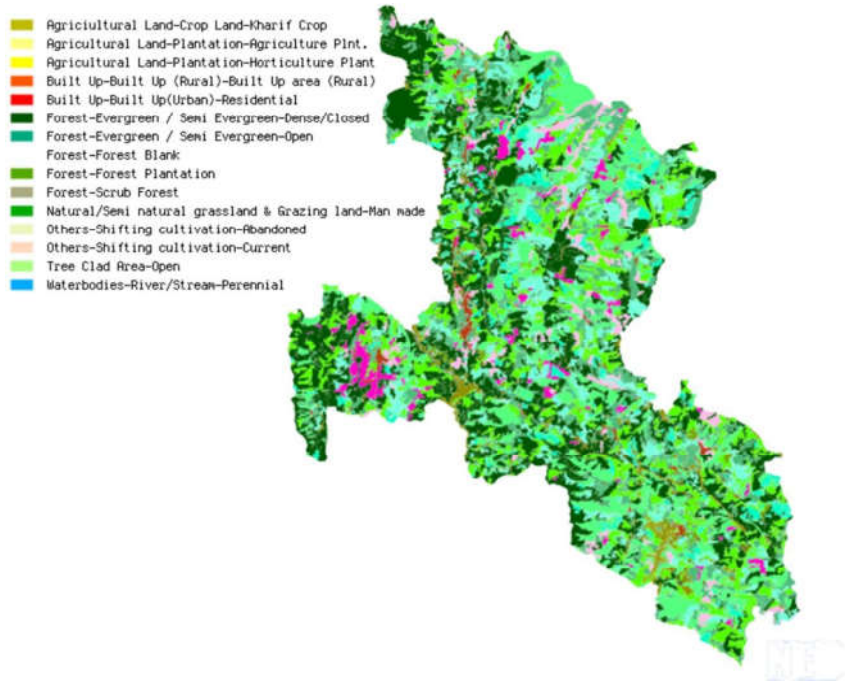 Agriciultural Land-Crop Land-Kharif Crop
Agricultural Land-Plantation-Agriculture Plnt.
Agricultural Land-Plantation-Horticulture Plant
Built Up-Built Up (Rural)-Built Up area (Rural)
Built Up-Built Up(Urban)-Residential
Forest-Evergreen / Semi Evergreen-Dense/Closed
Forest-Evergreen / Semi Evergreen-Open
Forest-Forest Blank
Forest-Forest Plantation
Forest-Scrub Forest
Natural/Semi natural grassland & Grazing land-Man made
Others-Shifting cultivation-Abandoned
Others-Shifting cultivation-Current
Tree Clad Area-Open
Waterbodies-River/Stream-Perennial